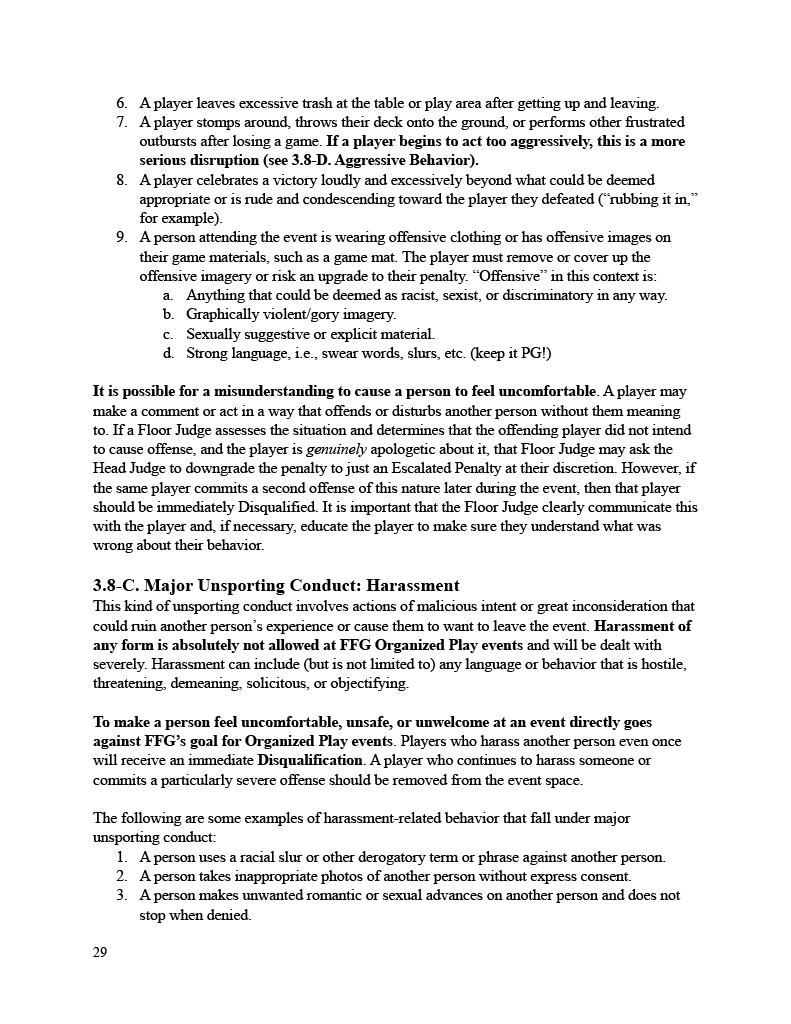 6. A player leaves excessive trash at the table or play area after getting up and leaving.
7. A player stomps around, throws their deck onto the ground, or performs other frustrated
outbursts after losing a game. If a player begins to act too aggressively, this is a more
serious disruption (see 3.8-D. Aggressive Behavior).
8. A player celebrates a victory loudly and excessively beyond what could be deemed
appropriate or is rude and condescending toward the player they defeated (“rubbing it in,”
for example).
9. A person attending the event is wearing offensive clothing or has offensive images on
their game materials, such as a game mat. The player must remove or cover up the
offensive imagery or risk an upgrade to their penalty. “Offensive” in this context is:
a. Anything that could be deemed as racist, sexist, or discriminatory in any way.
b. Graphically violent/gory imagery.
c. Sexually suggestive or explicit material.
d. Strong language, i.e., swear words, slurs, etc. (keep it PG!)
It is possible for a misunderstanding to cause a person to feel uncomfortable. A player may
make a comment or act in a way that offends or disturbs another person without them meaning
to. If a Floor Judge assesses the situation and determines that the offending player did not intend
to cause offense, and the player is genuinely apologetic about it, that Floor Judge may ask the
Head Judge to downgrade the penalty to just an Escalated Penalty at their discretion. However, if
the same player commits a second offense of this nature later during the event, then that player
should be immediately Disqualified. It is important that the Floor Judge clearly communicate this
with the player and, if necessary, educate the player to make sure they understand what was
wrong about their behavior.
3.8-C. Major Unsporting Conduct: Harassment
This kind of unsporting conduct involves actions of malicious intent or great inconsideration that
could ruin another person’s experience or cause them to want to leave the event. Harassment of
any form is absolutely not allowed at FFG Organized Play events and will be dealt with
severely. Harassment can include (but is not limited to) any language or behavior that is hostile,
threatening, demeaning, solicitous, or objectifying.
To make a person feel uncomfortable, unsafe, or unwelcome at an event directly goes
against FFG’s goal for Organized Play events. Players who harass another person even once
will receive an immediate Disqualification. A player who continues to harass someone or
commits a particularly severe offense should be removed from the event space.
The following are some examples of harassment-related behavior that fall under major
unsporting conduct:
1. A person uses a racial slur or other derogatory term or phrase against another person.
2. A person takes inappropriate photos of another person without express consent.
3. A person makes unwanted romantic or sexual advances on another person and does not
stop when denied.
29